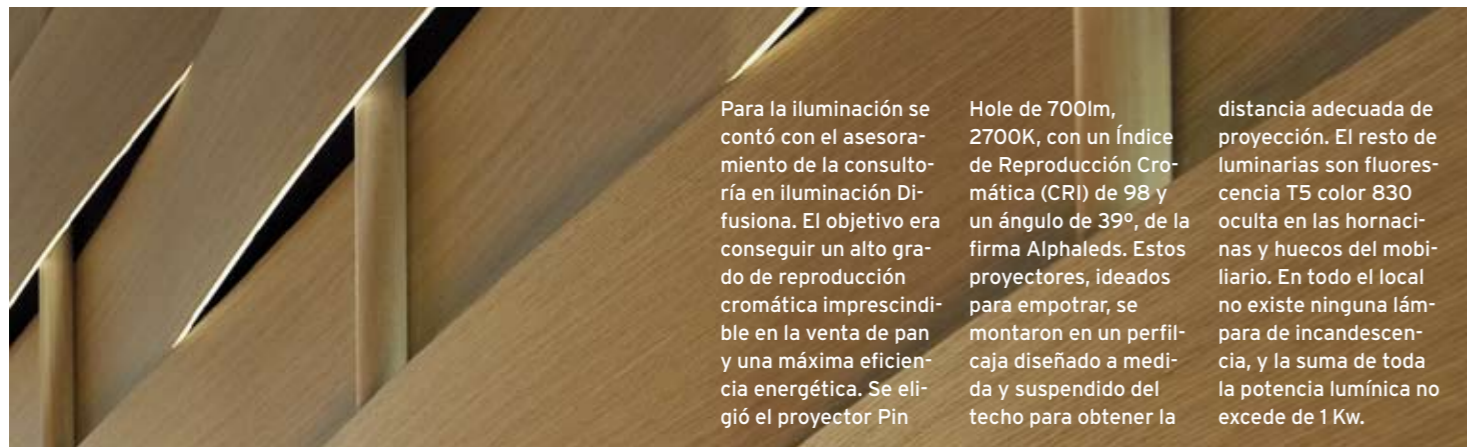 Para la iluminación se
contó con el asesora-
miento de la consulto-
ría en iluminación Di-
fusiona. El objetivo era
conseguir un alto gra-
do de reproducción
cromática imprescindi-
ble en la venta de pan
y una máxima eficien-
cia energética. Se eli-
gió el proyector Pin
Hole de 700lm,
2700K, con un Índice
de Reproducción Cro-
mática (CRI) de 98 y
un ángulo de 39º, de la
firma Alphaleds. Estos
proyectores, ideados
para empotrar, se
montaron en un perfil-
caja diseñado a medi-
da y suspendido del
techo para obtener la
distancia adecuada de
proyección. El resto de
luminarias son fluores-
cencia T5 color 830
oculta en las hornaci-
nas y huecos del mobi-
liario. En todo el local
no existe ninguna lám-
para de incandescen-
cia, y la suma de toda
la potencia lumínica no
excede de 1 Kw.